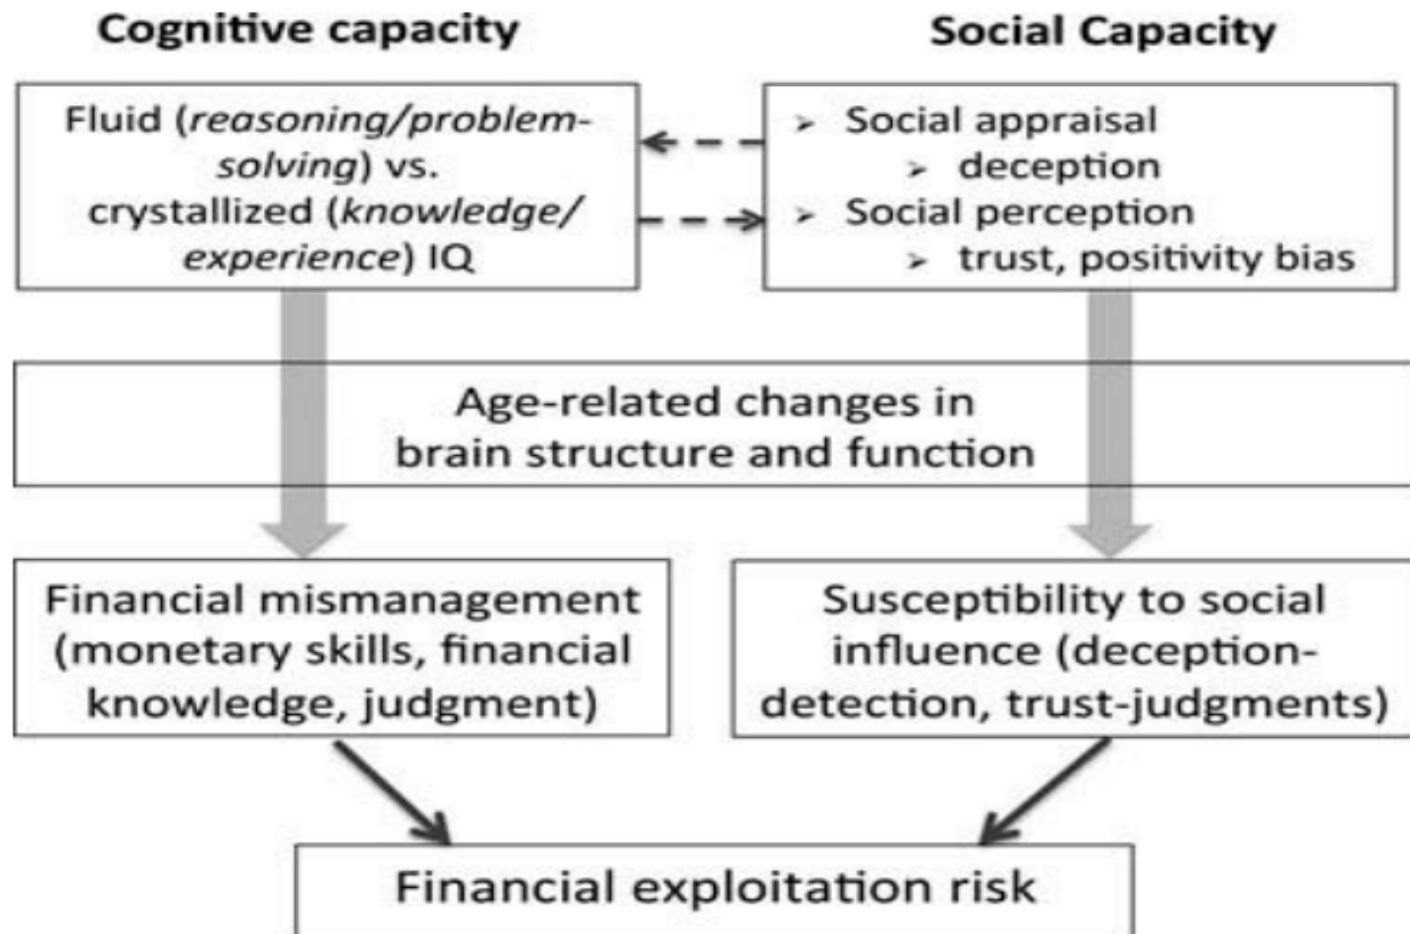 Cognitive capacity
Fluid (reasoning/problem-
solving) vs.
crystallized (knowledge/
experience) IQ
Social Capacity
➢ Social appraisal
➢ deception
➢ Social perception
➢ trust, positivity bias
Age-related changes in
brain structure and function
Financial mismanagement
(monetary skills, financial
knowledge, judgment)
Susceptibility to social
influence (deception-
detection, trust-judgments)
Financial exploitation risk